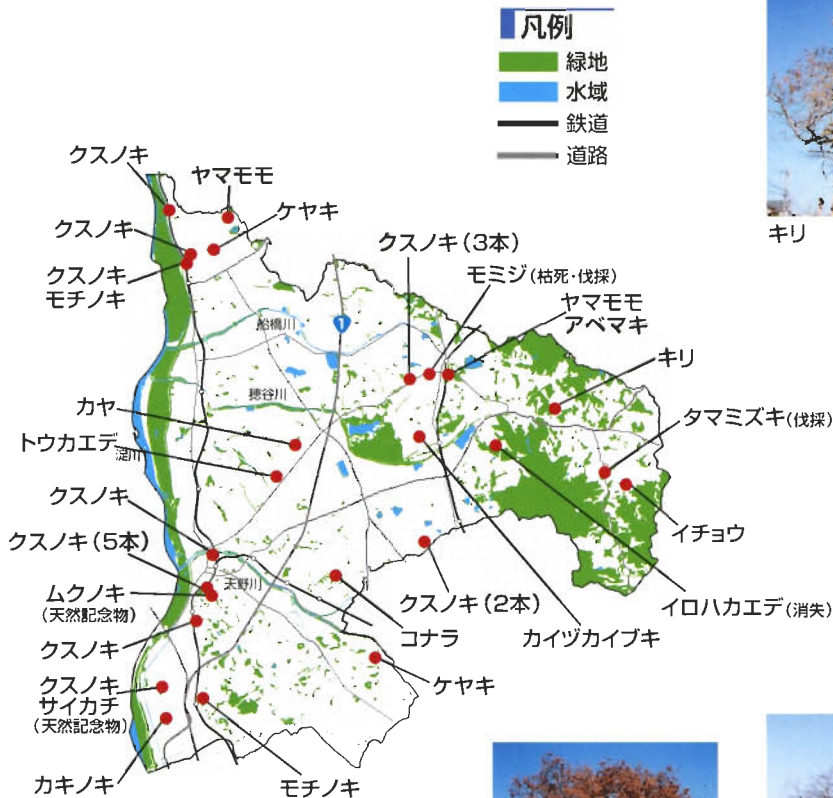 凡例
緑地
水域
鉄道
道路
キリ
クスノキ
ヤマモモ
ケヤキ
クスノキ
クスノキ
モチノキ
クスノキ(3本)
モミジ(枯死・伐採)
ヤマモモ
アベマキ
キリ
タマミズキ(伐採)
イチョウ
イロハカエデ(消失)
カイヅカイブキ
クスノキ(2本)
コナラ
ケヤキ
モチノキ
船橋川
1
穂谷川
カヤ
トウカエデ
淀川
クスノキ
クスノキ(5本)
天野川
ムクノキ
(天然記念物)
クスノキ
クスノキ
サイカチ
(天然記念物)
カキノキ